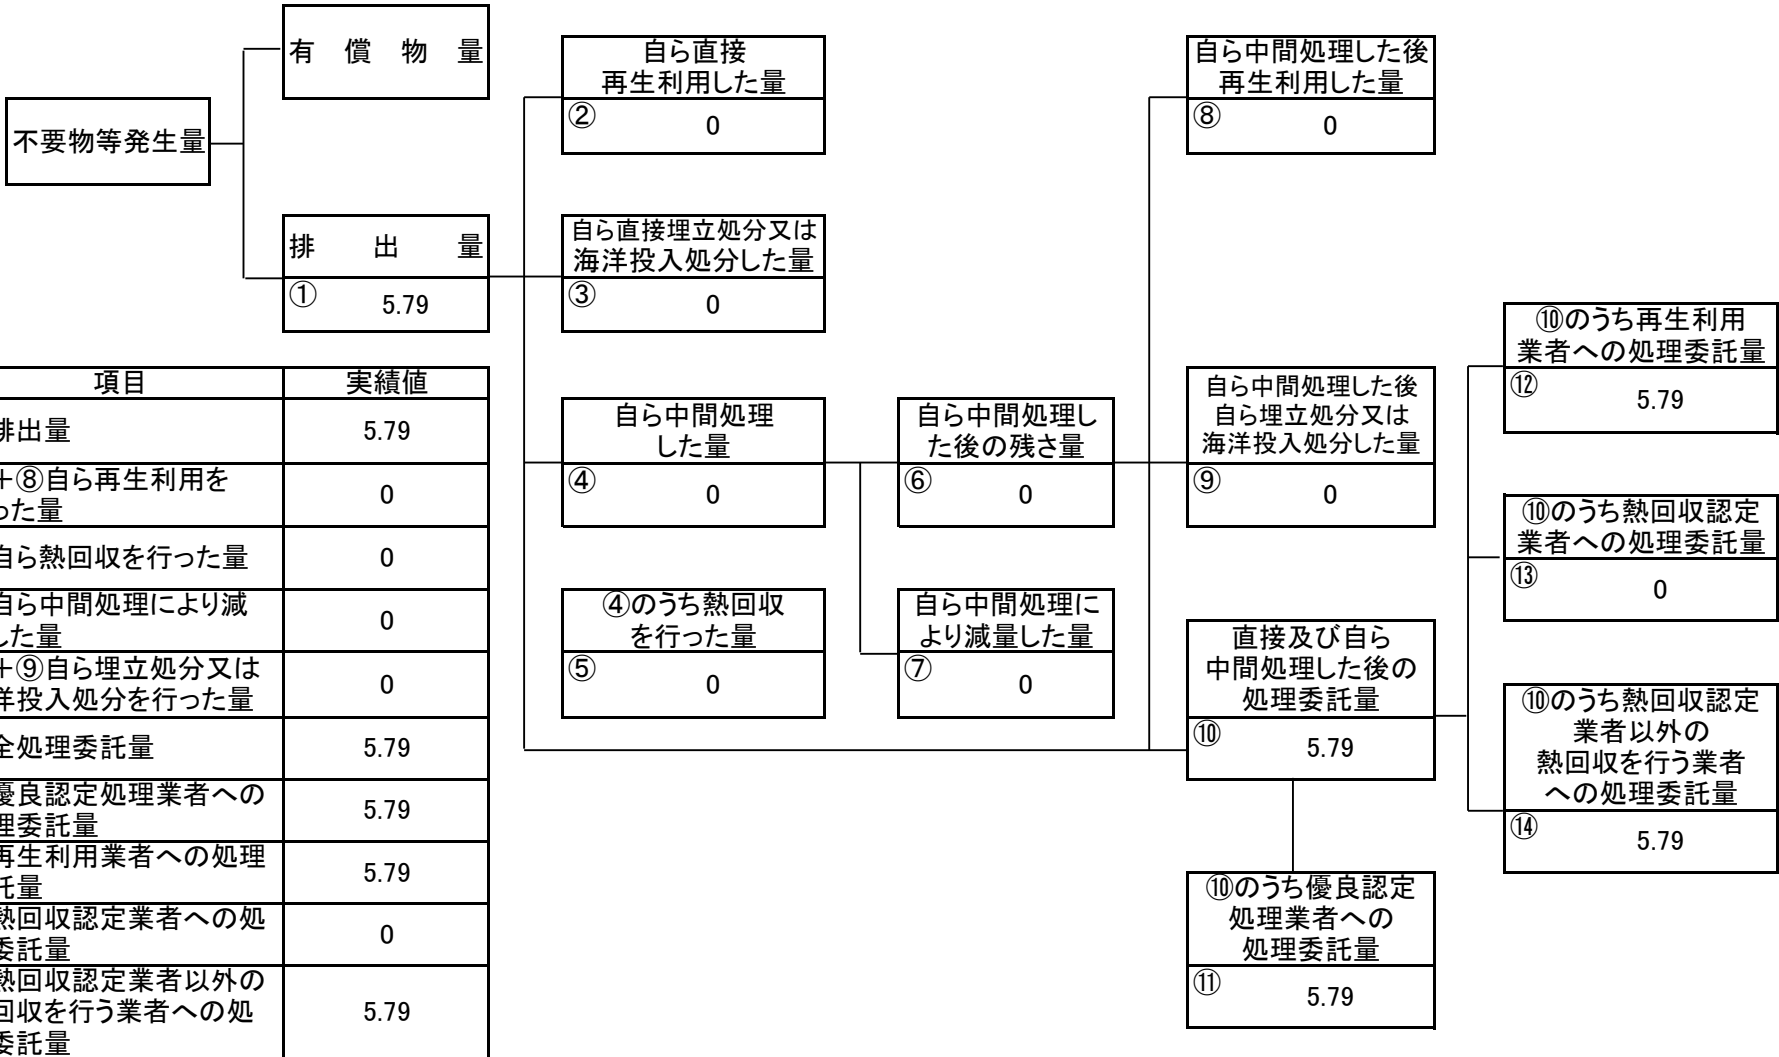 有償物量
不要物等発生量
排出量
① 5.79
自ら直接
再生利用した量
② 0
自ら直接埋立処分又は
海洋投入処分した量
③ 0
自ら中間処理
した量
④ 0
④のうち熱回収
を行った量
⑤ 0
自ら中間処理し
た後の残さ量
⑥ 0
自ら中間処理に
より減量した量
⑦ 0
自ら中間処理した後
再生利用した量
⑧ 0
自ら中間処理した後
自ら埋立処分又は
海洋投入処分した量
⑨ 0
直接及び自ら
中間処理した後の
処理委託量
⑩ 5.79
⑩のうち優良認定
処理業者への
処理委託量
⑪ 5.79
⑩のうち再生利用
業者への処理委託量
⑫ 5.79
⑩のうち熱回収認定
業者への処理委託量
⑬ 0
⑩のうち熱回収認定
業者以外の
熱回収を行う業者
への処理委託量
⑭ 5.79
項目 実績値
排出量 5.79
+⑧自ら再生利用を
った量 0
自ら熱回収を行った量 0
自ら中間処理により減
した量 0
+⑨自ら埋立処分又は
洋投入処分を行った量 0
全処理委託量 5.79
優良認定処理業者への
理委託量 5.79
再生利用業者への処理
託量 5.79
熱回収認定業者への処
委託量 0
熱回収認定業者以外の
回収を行う業者への処
委託量 5.79